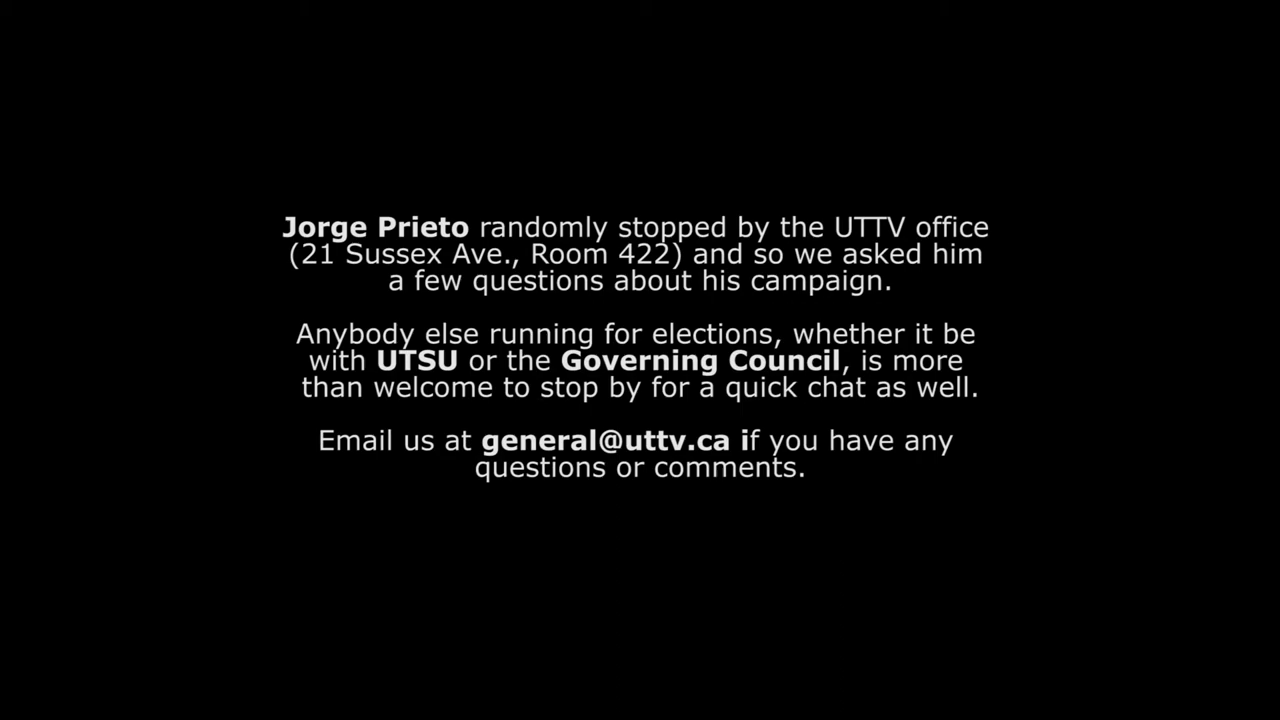 Jorge Prieto randomly stopped by the UTTV office
(21 Sussex Ave., Room 422) and so we asked him
a few questions about his campaign.
Anybody else running for elections, whether it be
with UTSU or the Governing Council, is more
than welcome to stop by for a quick chat as well.
Email us at general@uttv.ca if you have any
questions or comments.